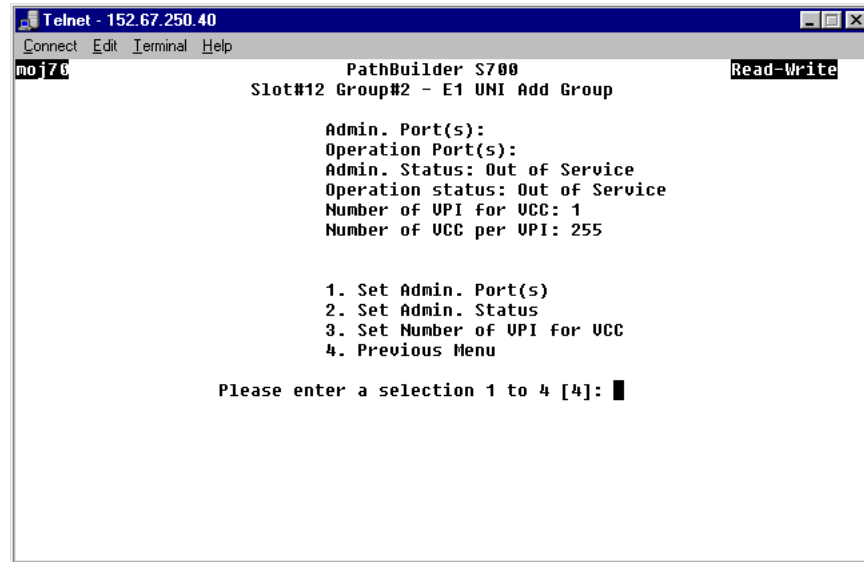 Telnet - 152.67.250.40
Connect Edit Terminal Help
moj70 PathBuilder S700 Read-Write
Slot#12 Group#2 - E1 UNI Add Group
Admin. Port(s):
Operation Port(s):
Admin. Status: Out of Service
Operation status: Out of Service
Number of VPI for VCC: 1
Number of VCC per VPI: 255
1. Set Admin. Port(s)
2. Set Admin. Status
3. Set Number of VPI for VCC
4. Previous Menu
Please enter a selection 1 to 4 [4]: